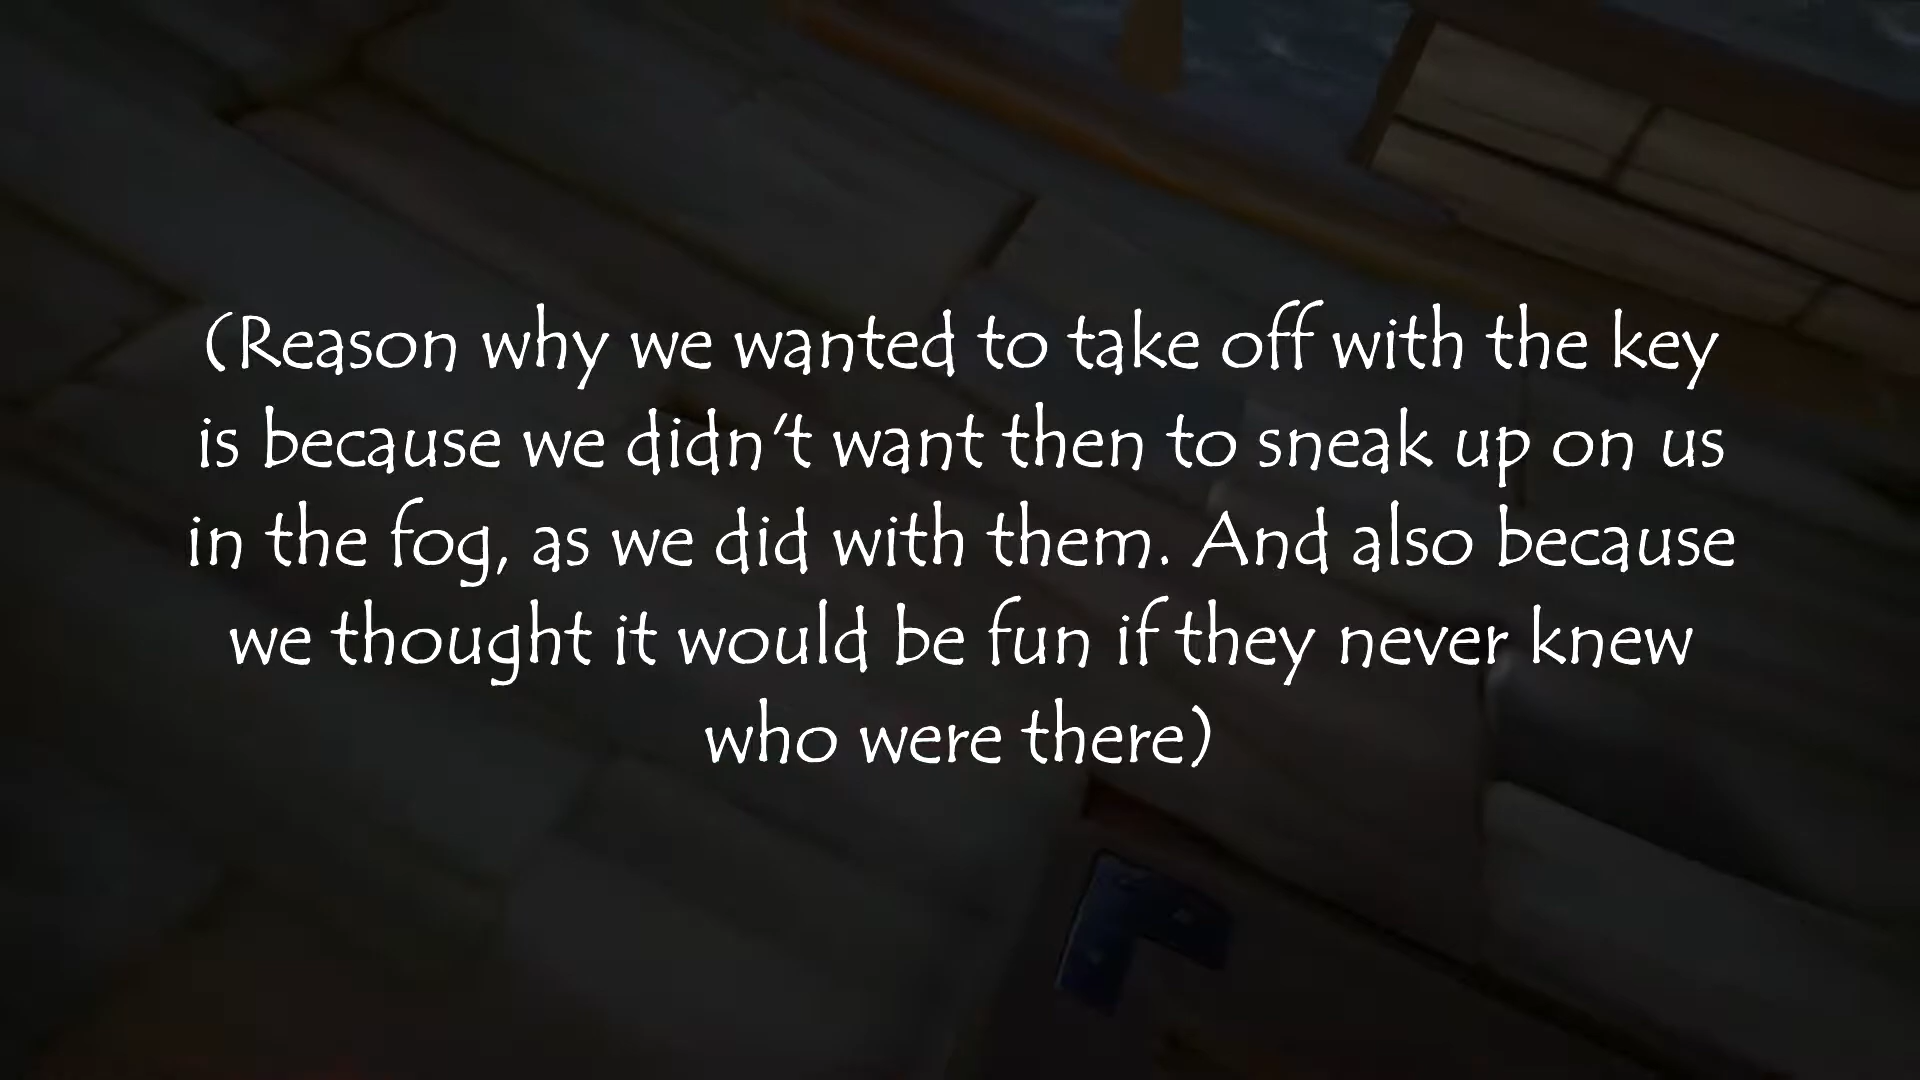 (Reason why we wanted to take off with the key
is because we didn't want then to sneak up on us
in the fog, as we did with them. And also because
we thought it would be fun if they never knew
who were there)